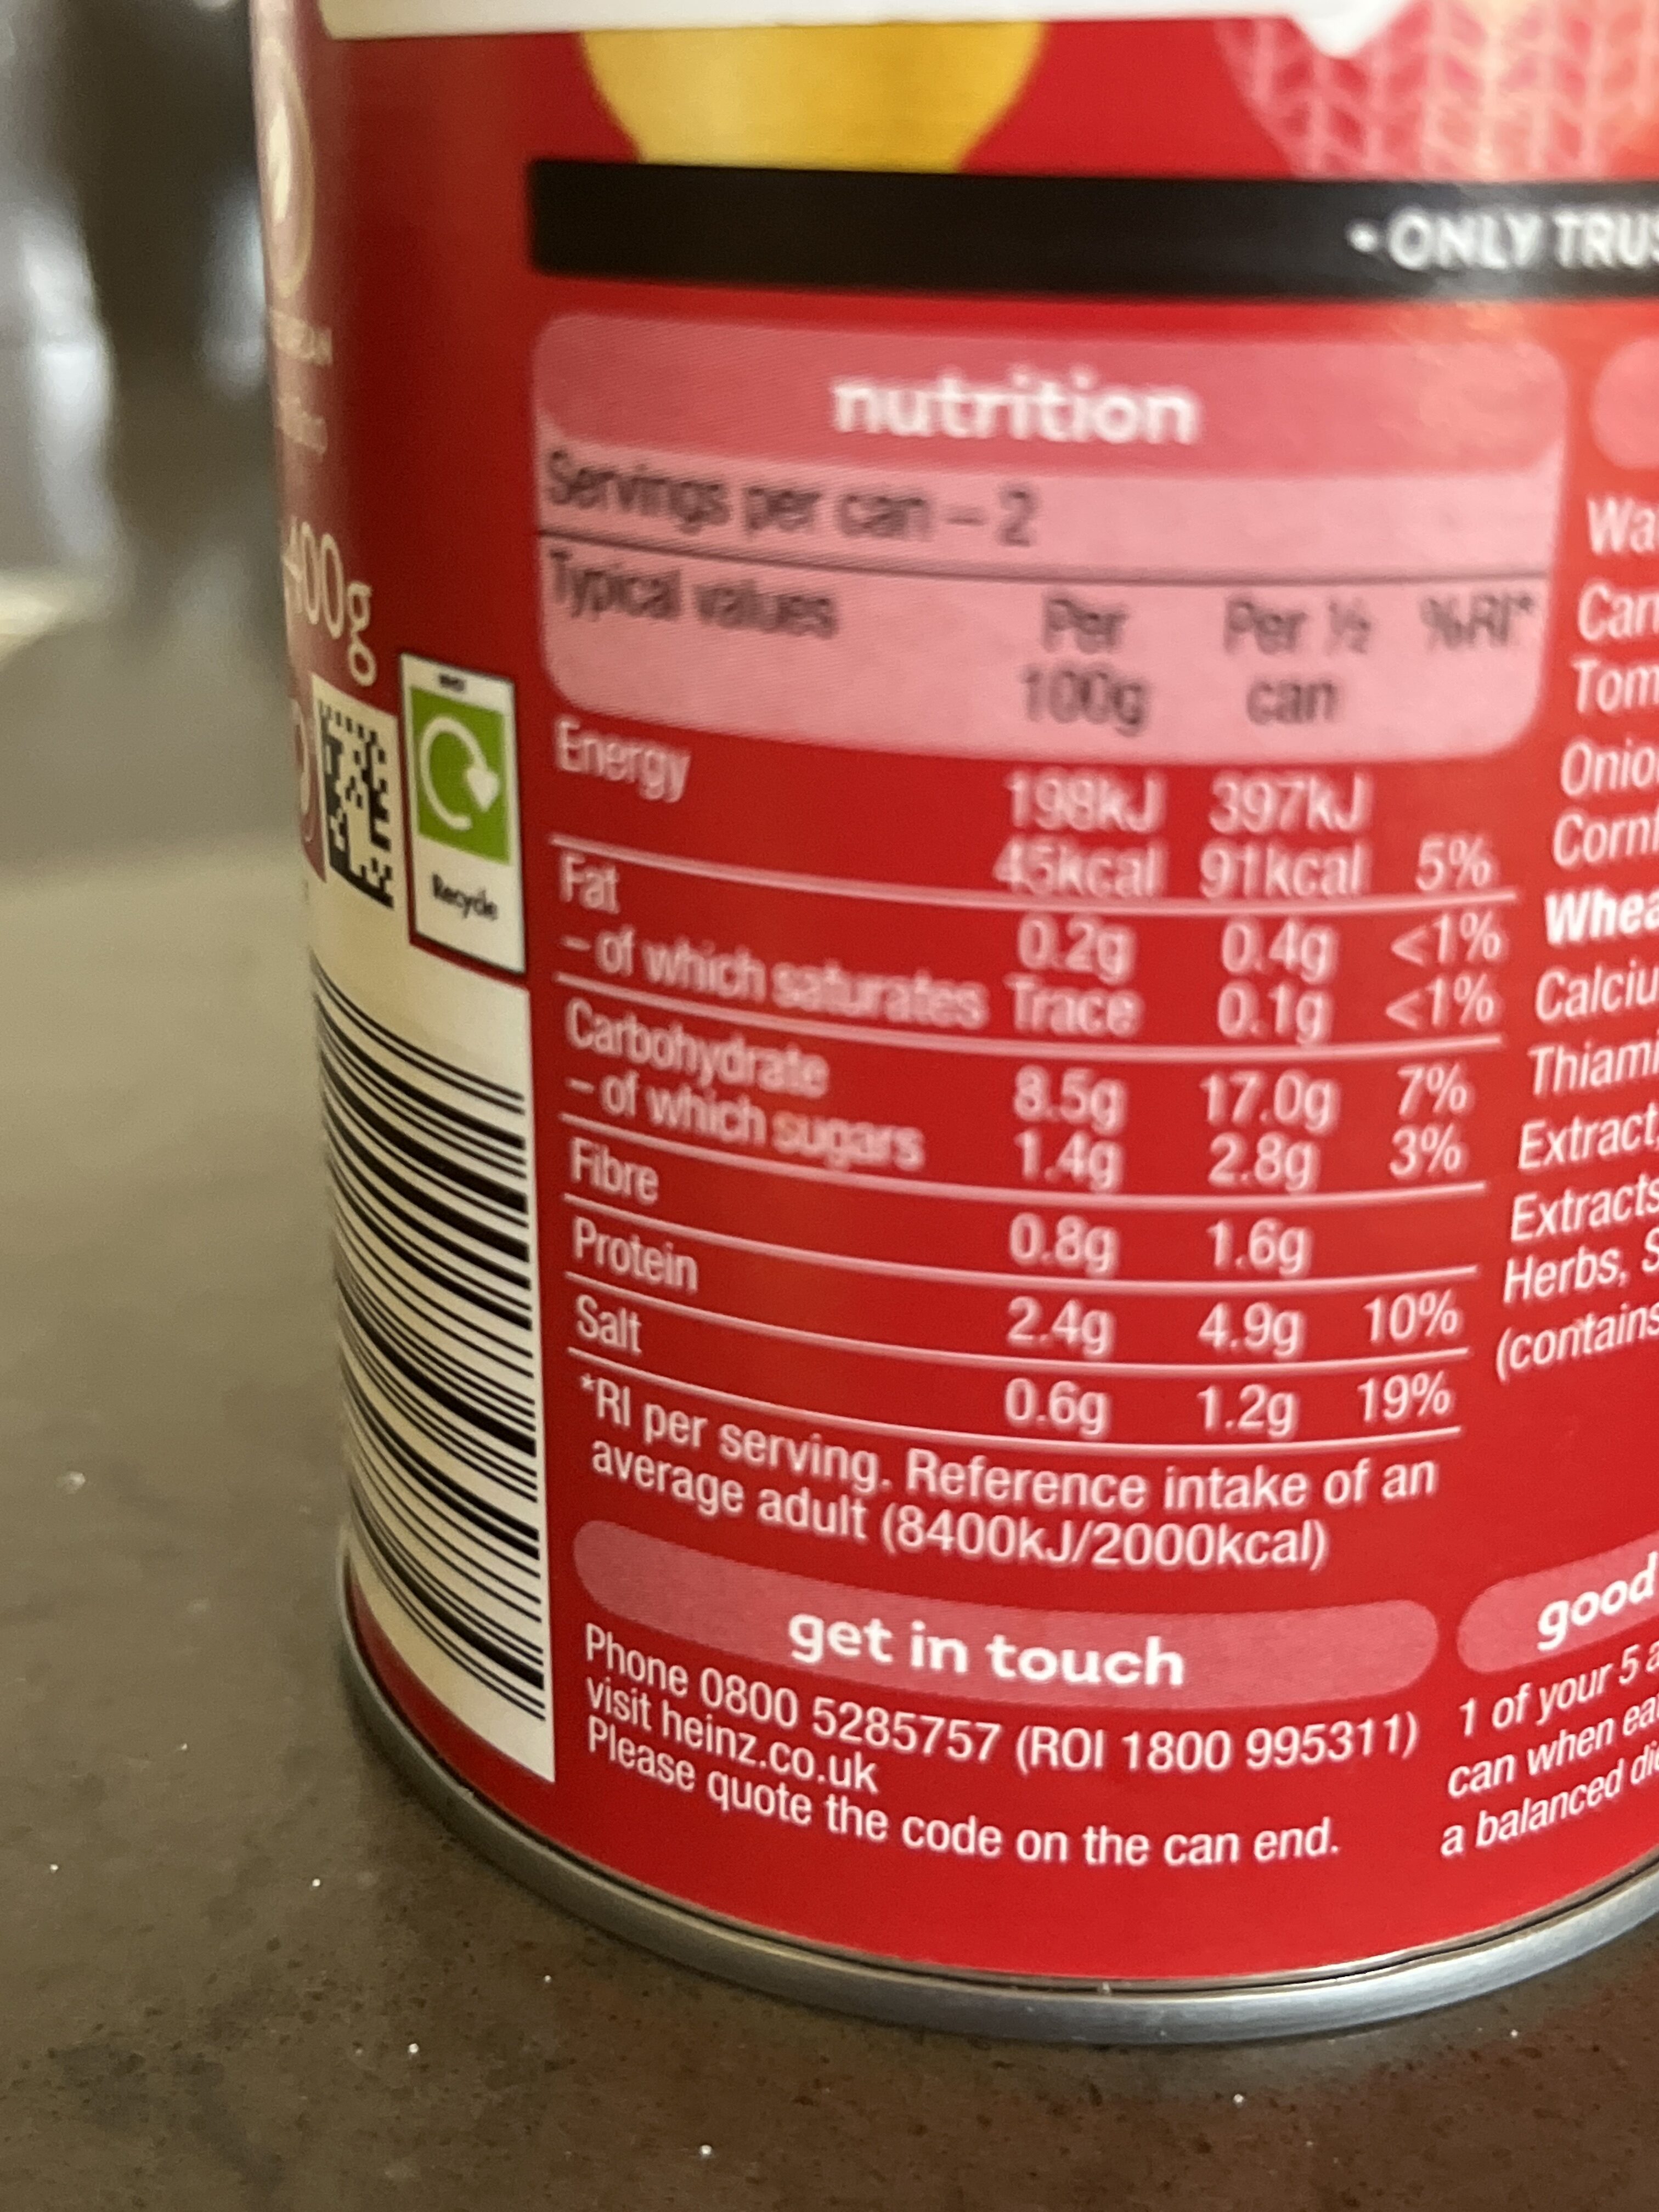 • ONLY TRUS
nutrition
Servings per can – 2
Typical values Per 100g Per ½ can %RI*
Energy 198kJ 397kJ
45kcal 91kcal 5%
Fat 0.2g 0.4g <1%
– of which saturates Trace 0.1g <1%
Carbohydrate 8.5g 17.0g 7%
– of which sugars 1.4g 2.8g 3%
Fibre 0.8g 1.6g
Protein 2.4g 4.9g 10%
Salt 0.6g 1.2g 19%
*RI per serving. Reference intake of an
average adult (8400kJ/2000kcal)
get in touch
Phone 0800 5285757 (ROI 1800 995311)
visit heinz.co.uk
Please quote the code on the can end.
400g
Recycle
Wa
Carr
Tom
Onio
Cornf
Whea
Calciu
Thiami
Extract,
Extracts
Herbs, S
(contains
good
1 of your 5 a
can when eat
a balanced die